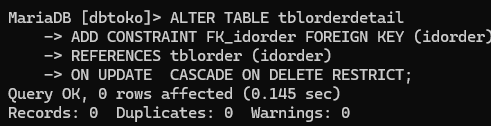 MariaDB [dbtoko]> ALTER TABLE tblorderdetail
    -> ADD CONSTRAINT FK_idorder FOREIGN KEY (idorder)
    -> REFERENCES tblorder (idorder)
    -> ON UPDATE  CASCADE ON DELETE RESTRICT;
Query OK, 0 rows affected (0.145 sec)
Records: 0  Duplicates: 0  Warnings: 0